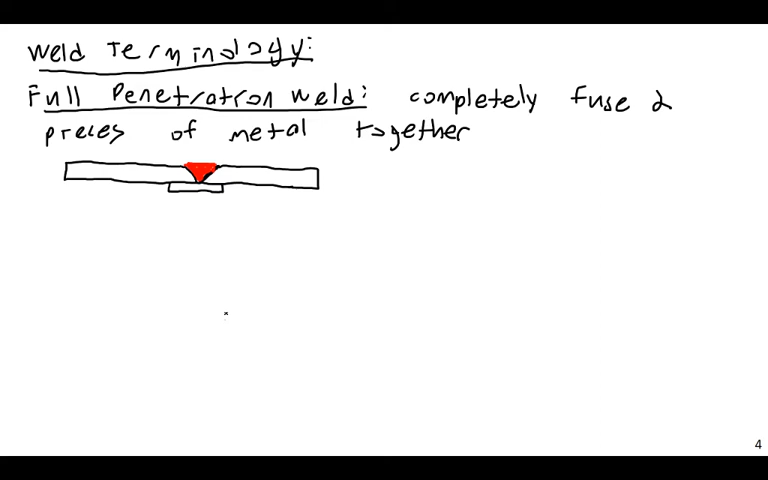 Weld Terminology:
Full Penetration Weld: completely fuse 2
pieces of metal together
4